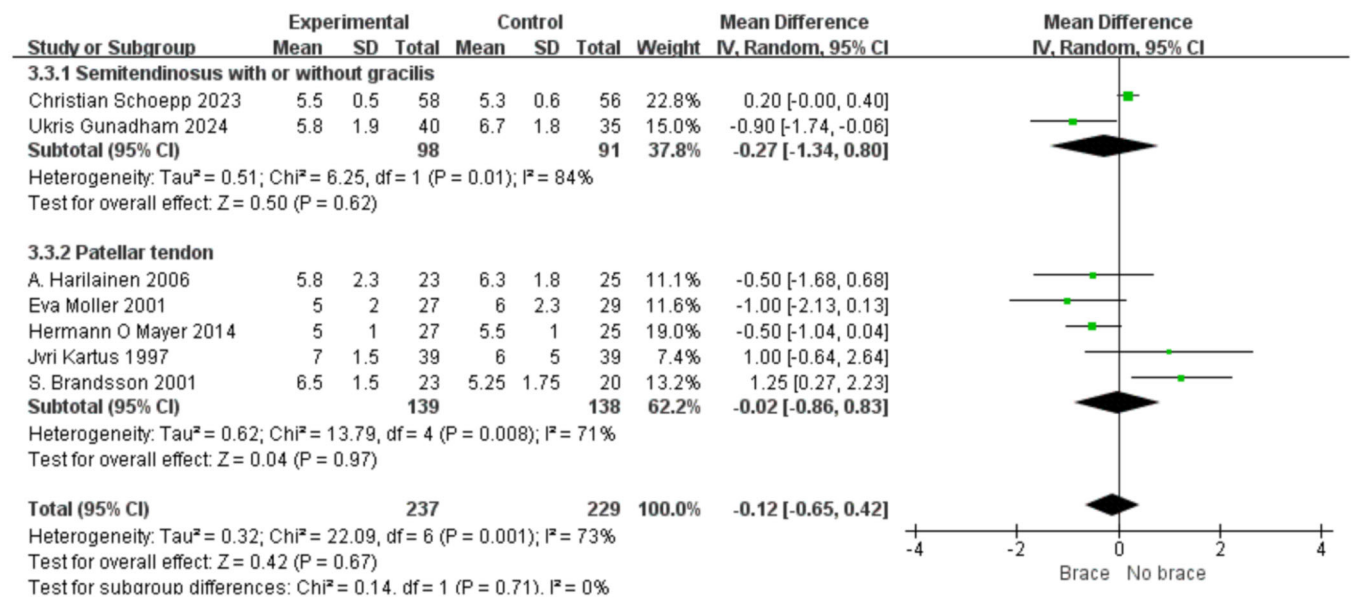 Experimental Control Mean Difference Mean Difference
Study or Subgroup Mean SD Total Mean SD Total Weight IV, Random, 95% CI IV, Random, 95% CI
3.3.1 Semitendinosus with or without gracilis
Christian Schoepp 2023 5.5 0.5 58 5.3 0.6 56 22.8% 0.20 [-0.00, 0.40]
Ukris Gunadham 2024 5.8 1.9 40 6.7 1.8 35 15.0% -0.90 [-1.74, -0.06]
Subtotal (95% CI) 98 91 37.8% -0.27 [-1.34, 0.80]
Heterogeneity: Tau² = 0.51; Chi² = 6.25, df = 1 (P = 0.01); I² = 84%
Test for overall effect: Z = 0.50 (P = 0.62)
3.3.2 Patellar tendon
A. Harilainen 2006 5.8 2.3 23 6.3 1.8 25 11.1% -0.50 [-1.68, 0.68]
Eva Moller 2001 5 2 27 6 2.3 29 11.6% -1.00 [-2.13, 0.13]
Hermann O Mayer 2014 5 1 27 5.5 1 25 19.0% -0.50 [-1.04, 0.04]
Jvri Kartus 1997 7 1.5 39 6 5 39 7.4% 1.00 [-0.64, 2.64]
S. Brandsson 2001 6.5 1.5 23 5.25 1.75 20 13.2% 1.25 [0.27, 2.23]
Subtotal (95% CI) 139 138 62.2% -0.02 [-0.86, 0.83]
Heterogeneity: Tau² = 0.62; Chi² = 13.79, df = 4 (P = 0.008); I² = 71%
Test for overall effect: Z = 0.04 (P = 0.97)
Total (95% CI) 237 229 100.0% -0.12 [-0.65, 0.42]
Heterogeneity: Tau² = 0.32; Chi² = 22.09, df = 6 (P = 0.001); I² = 73%
Test for overall effect: Z = 0.42 (P = 0.67)
Test for subgroup differences: Chi² = 0.14, df = 1 (P = 0.71), I² = 0%
-4 -2 0 2 4
Brace No brace